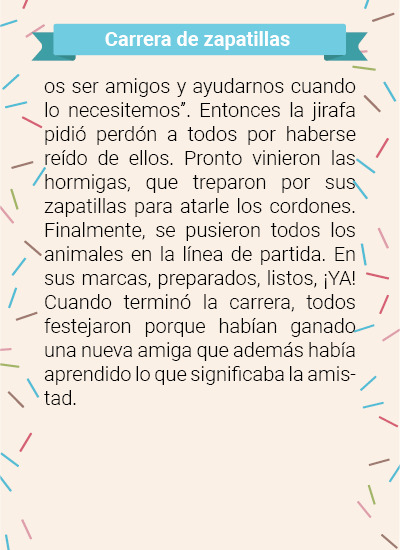 Carrera de zapatillas
os ser amigos y ayudarnos cuando
lo necesitemos”. Entonces la jirafa
pidió perdón a todos por haberse
reído de ellos. Pronto vinieron las
hormigas, que treparon por sus
zapatillas para atarle los cordones.
Finalmente, se pusieron todos los
animales en la línea de partida. En
sus marcas, preparados, listos, ¡YA!
Cuando terminó la carrera, todos
festejaron porque habían ganado
una nueva amiga que además había
aprendido lo que significaba la amis-
tad.